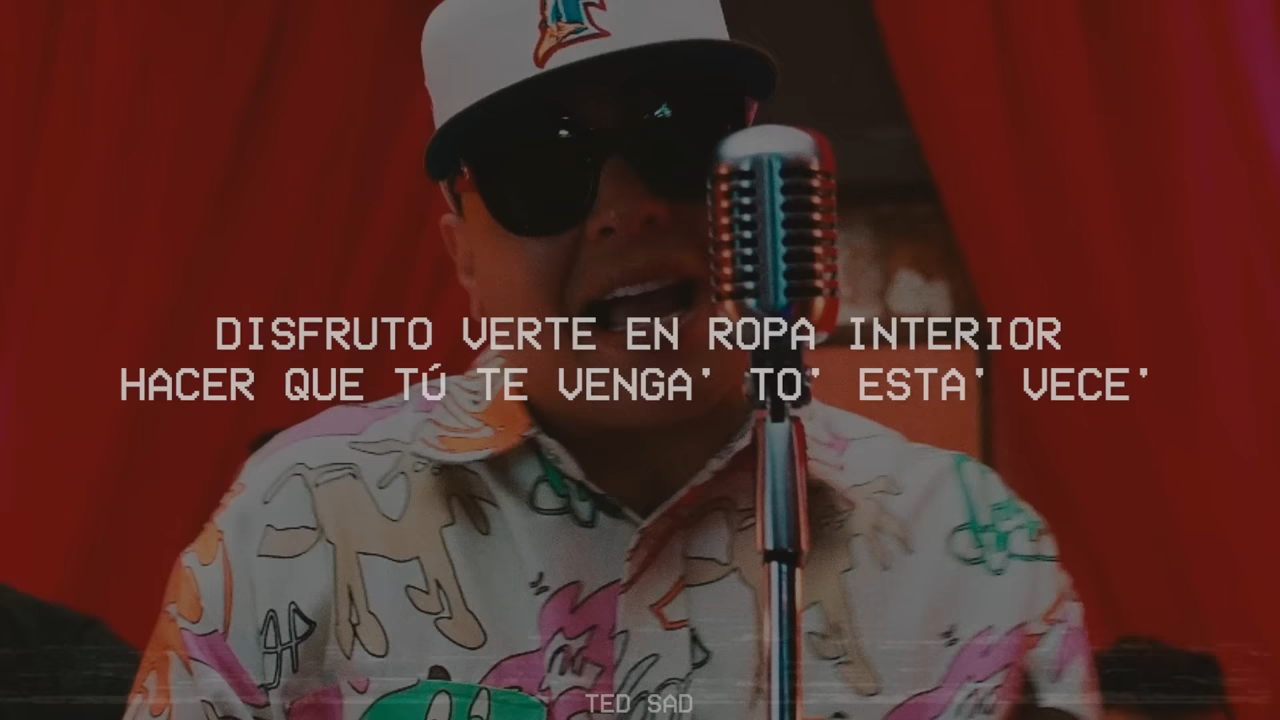 DISFRUTO VERTE EN ROPA INTERIOR
HACER QUE TÚ TE VENGA' TO' ESTA' VECE'
TED SAD